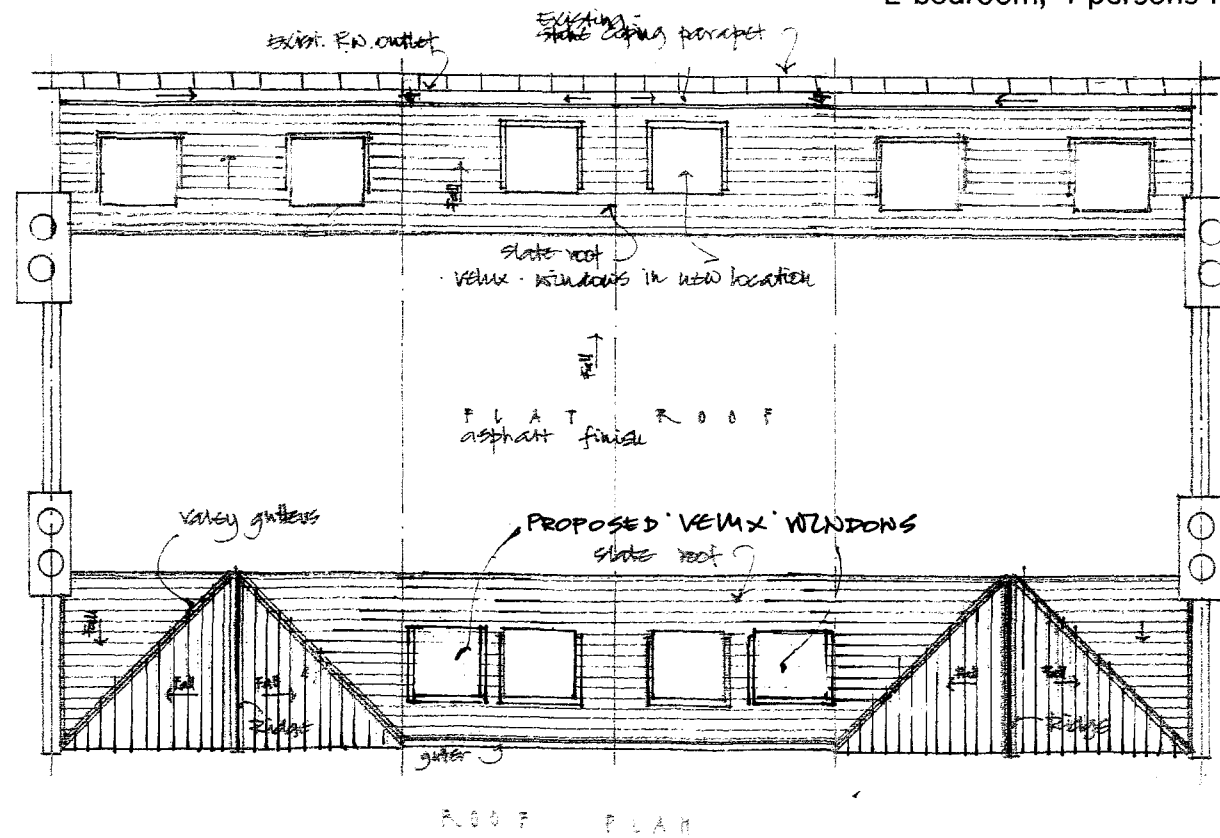 2 bedroom, 4 persons
Existing
stone coping parapet
exist. R.W. outlet
Fall
slate roof
'Velux' windows in new location
Fall
FLAT ROOF
asphalt finish
valley gutters
PROPOSED 'VELUX' WINDOWS
slate roof
Fall
Fall
Fall
Fall
Fall
Ridge
Ridge
gutter
ROOF PLAN